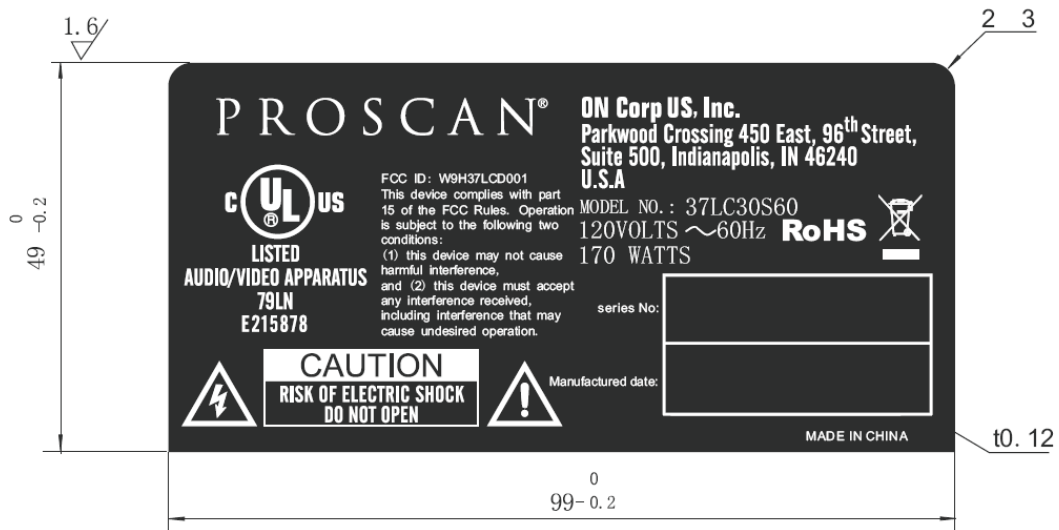 1.6
2 3
PROSCAN®
ON Corp US, Inc.
Parkwood Crossing 450 East, 96th Street,
Suite 500, Indianapolis, IN 46240
U.S.A
C UL® US
LISTED
AUDIO/VIDEO APPARATUS
79LN
E215878
FCC ID: W9H37LCD001
This device complies with part
15 of the FCC Rules. Operation
is subject to the following two
conditions:
(1) this device may not cause
harmful interference,
and (2) this device must accept
any interference received,
including interference that may
cause undesired operation.
MODEL NO.: 37LC30S60
120VOLTS ~60Hz
170 WATTS
RoHS
series No:
Manufactured date:
CAUTION
RISK OF ELECTRIC SHOCK
DO NOT OPEN
MADE IN CHINA
t0.12
0
49-0.2
0
99-0.2